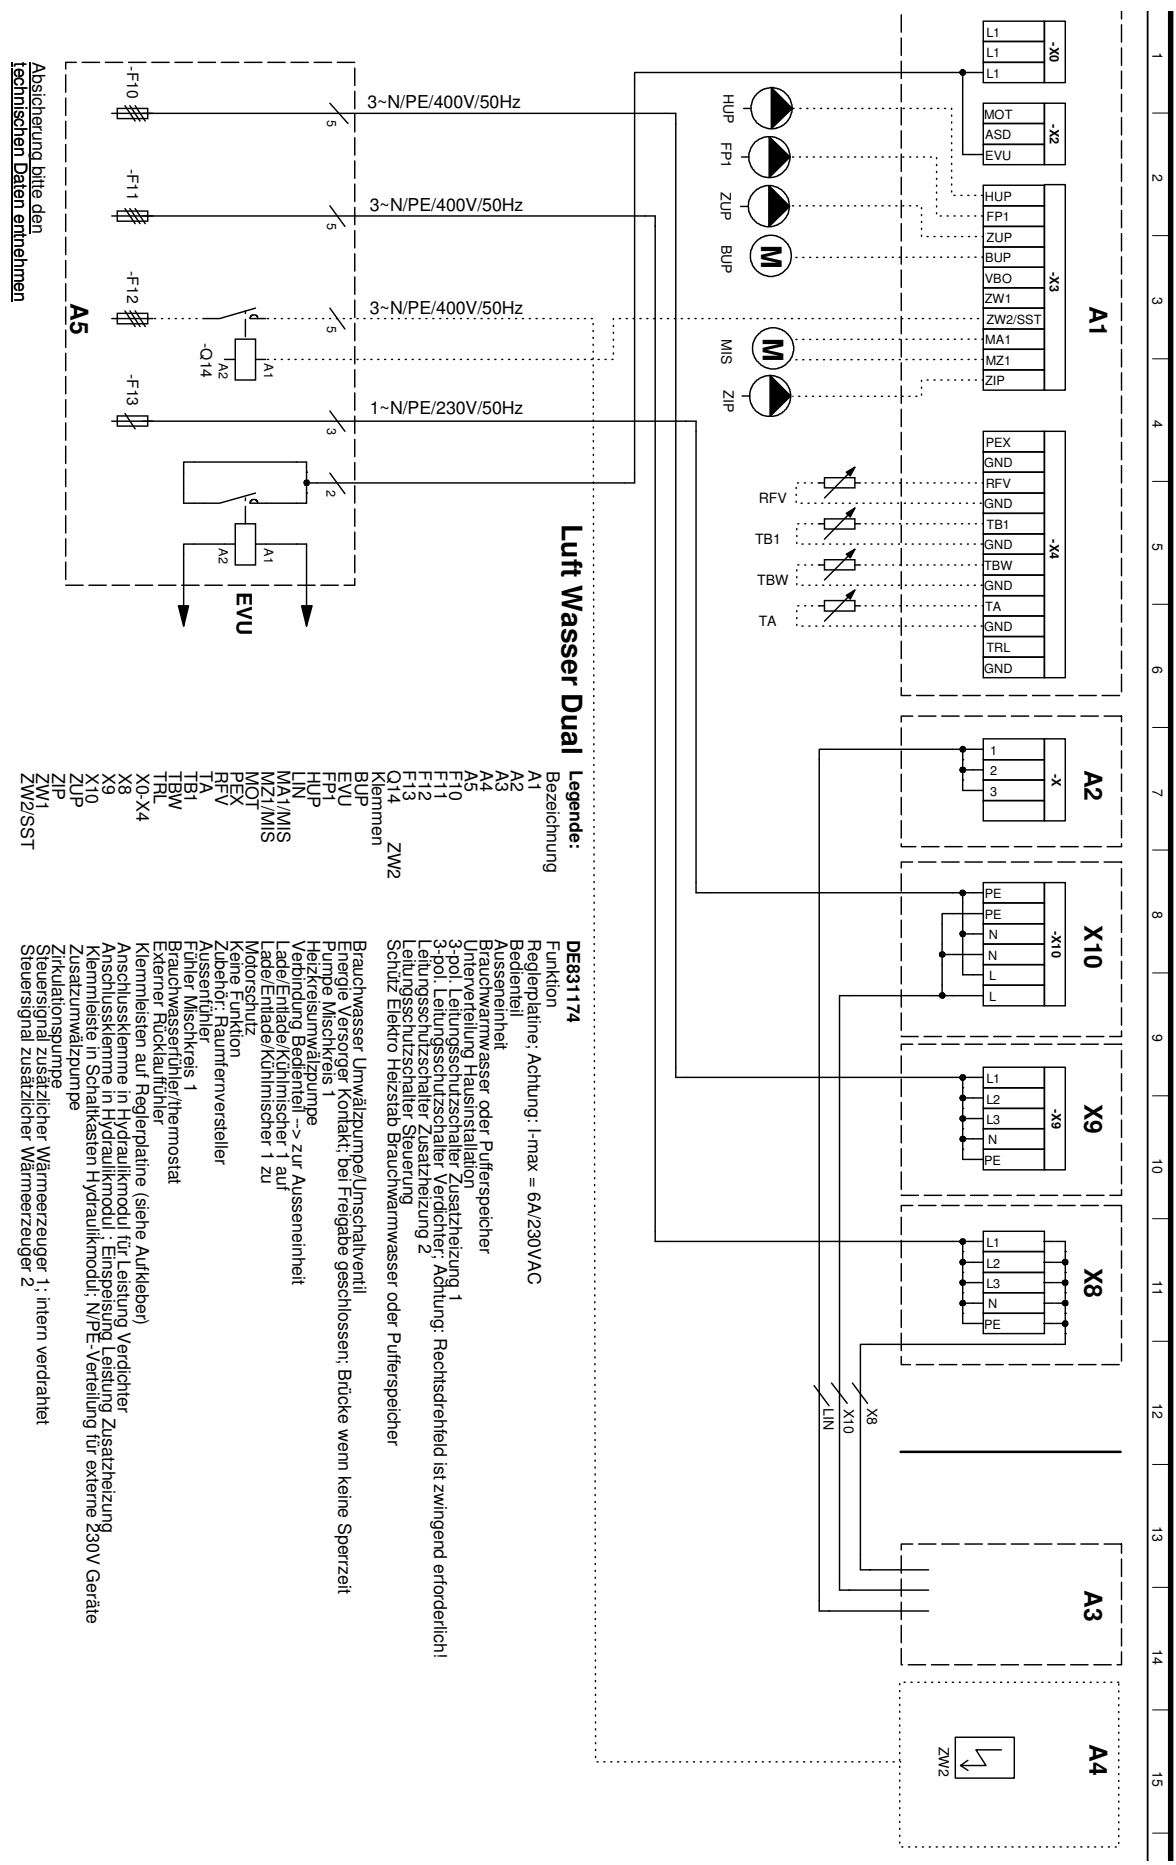 1
2
3
4
5
6
7
8
9
10
11
12
13
14
15
A1
-X0
L1
L1
L1
-X2
MOT
ASD
EVU
-X3
HUP
FP1
ZUP
BUP
VBO
ZW1
ZW2/SST
MA1
MZ1
ZIP
-X4
PEX
GND
RFV
GND
TB1
GND
TBW
GND
TA
GND
TRL
GND
HUP
FP1
ZUP
BUP
M
MIS
M
ZIP
RFV
TB1
TBW
TA
A2
-X
1
2
3
X10
-X10
PE
PE
N
N
L
L
X9
-X9
L1
L2
L3
N
PE
X8
L1
L2
L3
N
PE
X8
X10
LIN
A3
A4
ZW2
3~N/PE/400V/50Hz
3~N/PE/400V/50Hz
3~N/PE/400V/50Hz
1~N/PE/230V/50Hz
5
5
5
3
2
-F10
-F11
-F12
-F13
-Q14
A1
A2
A1
A2
A5
EVU
Absicherung bitte den
technischen Daten entnehmen
Luft Wasser Dual
Legende: DE831174
Bezeichnung Funktion
A1 Reglerplatine; Achtung: I-max = 6A/230VAC
A2 Bedienteil
A3 Ausseneinheit
A4 Brauchwarmwasser oder Pufferspeicher
A5 Unterverteilung Hausinstallation
F10 3-pol. Leitungsschutzschalter Zusatzheizung 1
F11 3-pol. Leitungsschutzschalter Verdichter; Achtung: Rechtsdrehfeld ist zwingend erforderlich!
F12 Leitungsschutzschalter Zusatzheizung 2
F13 Leitungsschutzschalter Steuerung
Q14 ZW2 Schütz Elektro Heizstab Brauchwarmwasser oder Pufferspeicher
Klemmen
BUP Brauchwasser Umwälzpumpe/Umschaltventil
EVU Energie Versorger Kontakt; bei Freigabe geschlossen; Brücke wenn keine Sperrzeit
FP1 Pumpe Mischkreis 1
HUP Heizkreisumwälzpumpe
LIN Verbindung Bedienteil --> zur Ausseneinheit
MA1/MIS Lade/Entlade/Kühlmischer 1 auf
MZ1/MIS Lade/Entlade/Kühlmischer 1 zu
MOT Motorschutz
PEX Keine Funktion
RFV Zubehör: Raumfernversteller
TA Aussenfühler
TB1 Fühler Mischkreis 1
TBW Brauchwasserfühler/thermostat
TRL Externer Rücklauffühler
X0-X4 Klemmleisten auf Reglerplatine (siehe Aufkleber)
X8 Anschlussklemme in Hydraulikmodul für Leistung Verdichter
X9 Anschlussklemme in Hydraulikmodul ; Einspeisung Leistung Zusatzheizung
X10 Klemmleiste in Schaltkasten Hydraulikmodul; N/PE-Verteilung für externe 230V Geräte
ZUP Zusatzumwälzpumpe
ZIP Zirkulationspumpe
ZW1 Steuersignal zusätzlicher Wärmeerzeuger 1; intern verdrahtet
ZW2/SST Steuersignal zusätzlicher Wärmeerzeuger 2